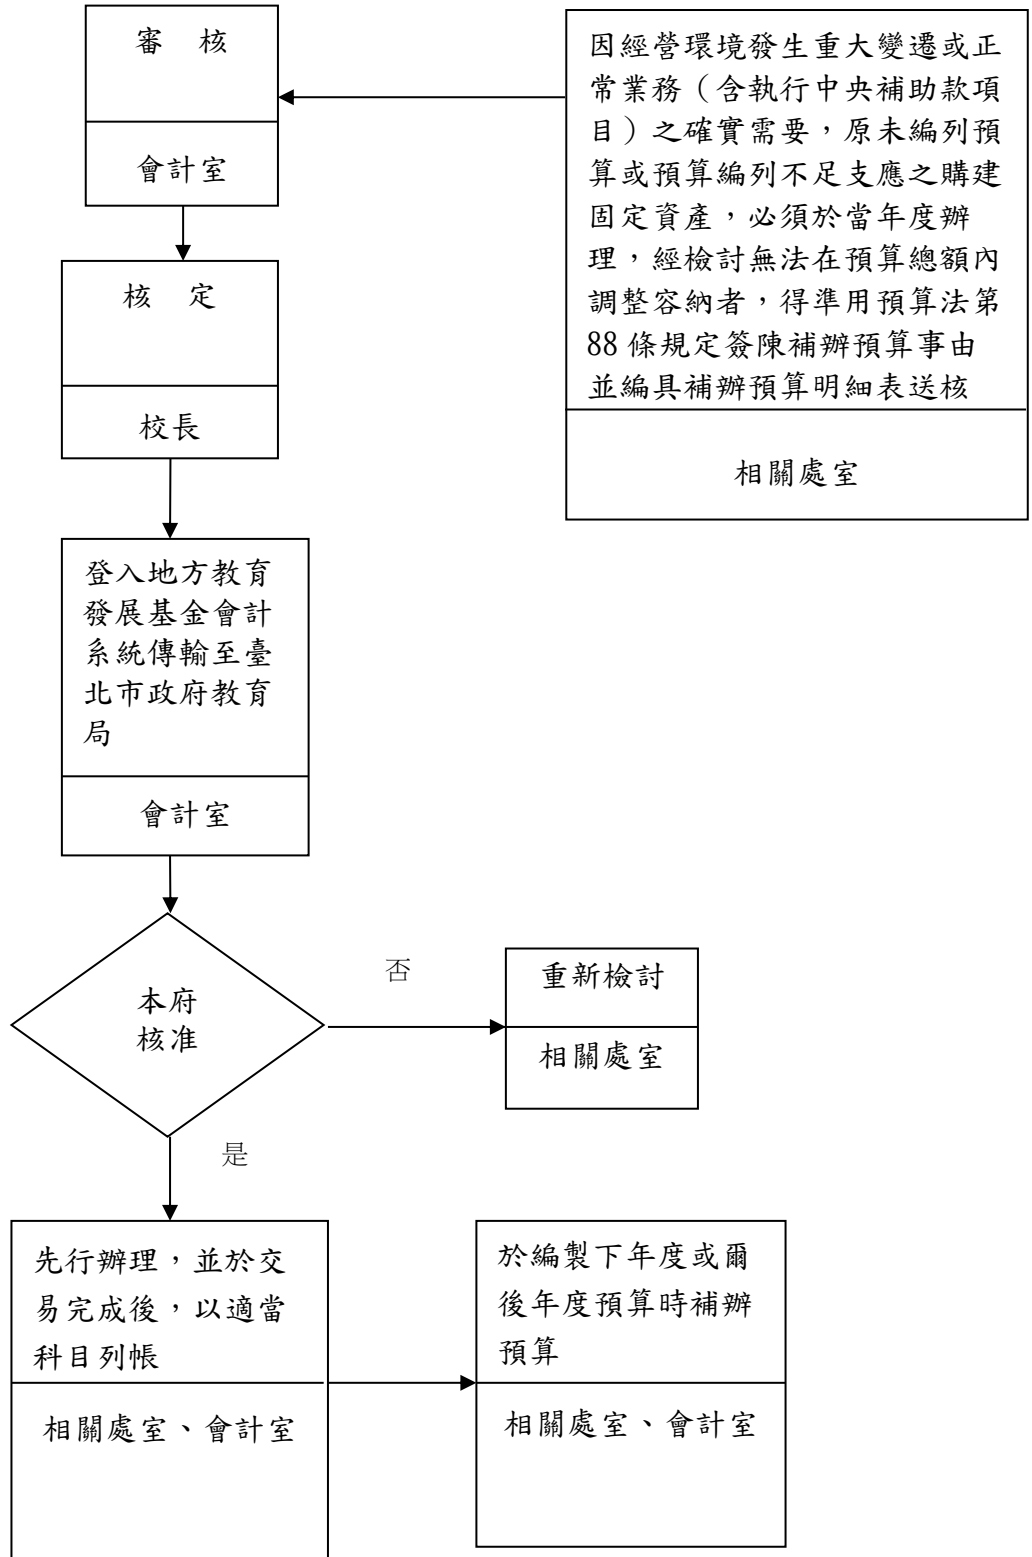 因經營環境發生重大變遷或正
常業務（含執行中央補助款項
目）之確實需要，原未編列預
算或預算編列不足支應之購建
固定資產，必須於當年度辦
理，經檢討無法在預算總額內
調整容納者，得準用預算法第
88 條規定簽陳補辦預算事由
並編具補辦預算明細表送核
相關處室
審　核
會計室
核　定
校長
登入地方教育
發展基金會計
系統傳輸至臺
北市政府教育
局
會計室
本府
核准
否
重新檢討
相關處室
是
先行辦理，並於交
易完成後，以適當
科目列帳
相關處室、會計室
於編製下年度或爾
後年度預算時補辦
預算
相關處室、會計室